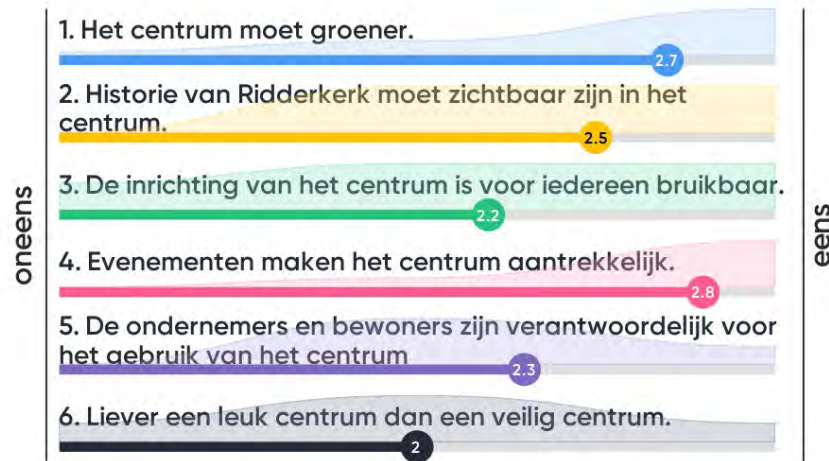 1. Het centrum moet groener.
2.7
2. Historie van Ridderkerk moet zichtbaar zijn in het
centrum.
2.5
3. De inrichting van het centrum is voor iedereen bruikbaar.
2.2
oneens
eens
4. Evenementen maken het centrum aantrekkelijk.
2.8
5. De ondernemers en bewoners zijn verantwoordelijk voor
het gebruik van het centrum
2.3
6. Liever een leuk centrum dan een veilig centrum.
2